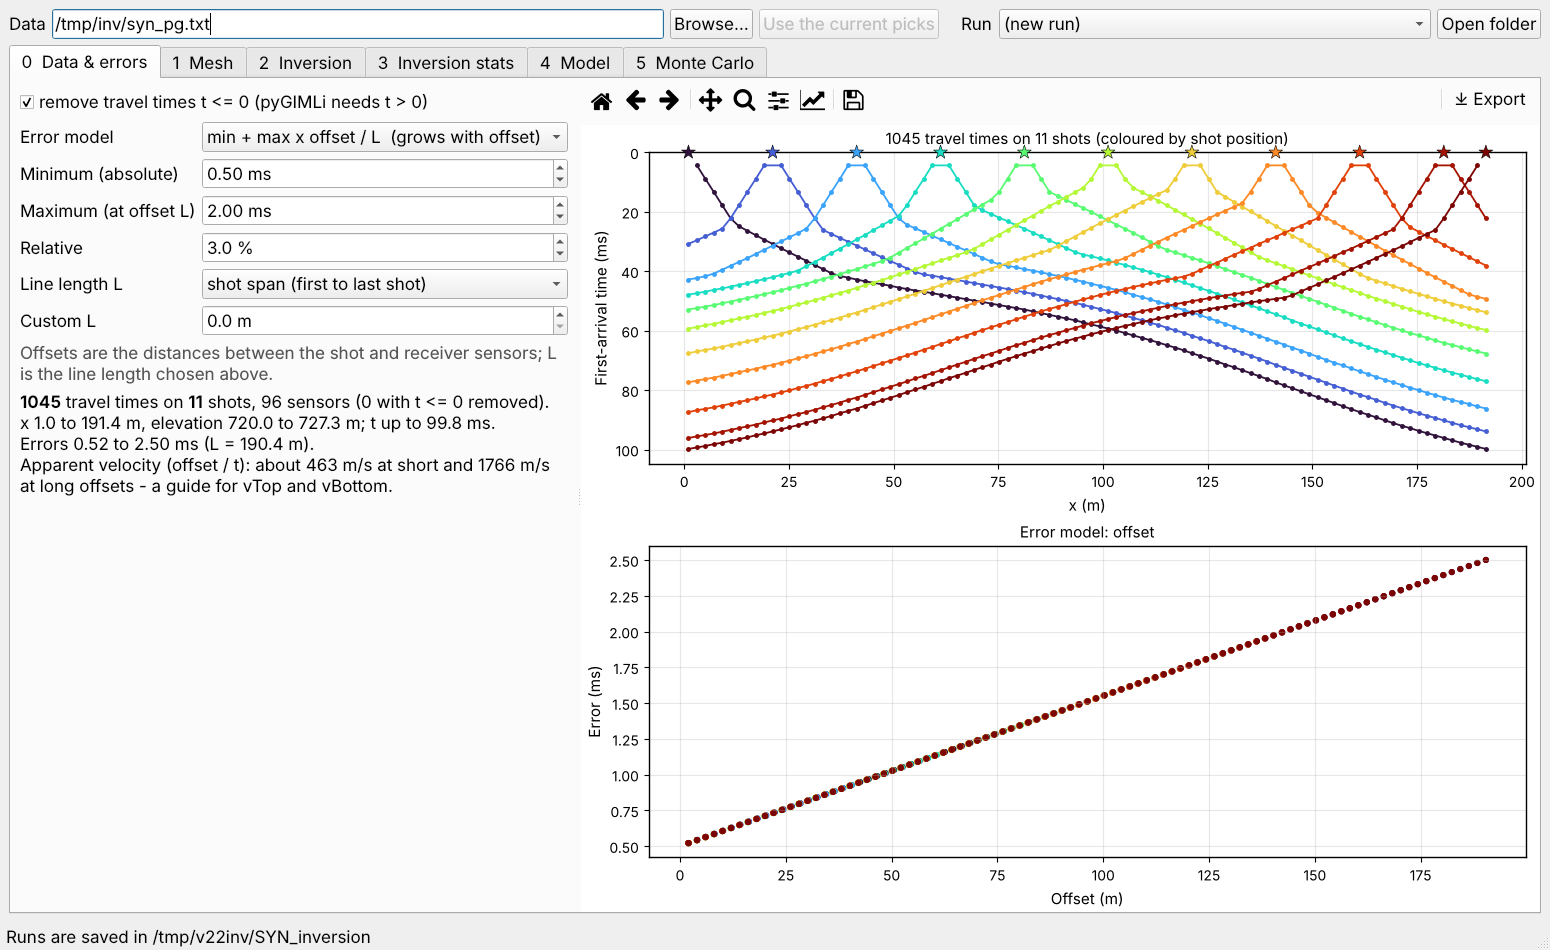 Data /tmp/inv/syn_pg.txt Browse... Use the current picks Run (new run) Open folder
0 Data & errors 1 Mesh 2 Inversion 3 Inversion stats 4 Model 5 Monte Carlo
remove travel times t <= 0 (pyGIMLi needs t > 0)
Error model min + max x offset / L (grows with offset)
Minimum (absolute) 0.50 ms
Maximum (at offset L) 2.00 ms
Relative 3.0 %
Line length L shot span (first to last shot)
Custom L 0.0 m
Offsets are the distances between the shot and receiver sensors; L
is the line length chosen above.
1045 travel times on 11 shots, 96 sensors (0 with t <= 0 removed).
x 1.0 to 191.4 m, elevation 720.0 to 727.3 m; t up to 99.8 ms.
Errors 0.52 to 2.50 ms (L = 190.4 m).
Apparent velocity (offset / t): about 463 m/s at short and 1766 m/s
at long offsets - a guide for vTop and vBottom.
Export
1045 travel times on 11 shots (coloured by shot position)
First-arrival time (ms)
0
20
40
60
80
100
0 25 50 75 100 125 150 175 200
x (m)
Error model: offset
Error (ms)
2.50
2.25
2.00
1.75
1.50
1.25
1.00
0.75
0.50
0 25 50 75 100 125 150 175
Offset (m)
Runs are saved in /tmp/v22inv/SYN_inversion